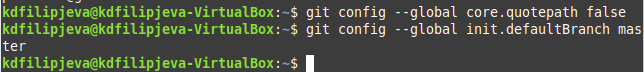 kdfilipjeva@kdfilipjeva-VirtualBox:~$ git config --global core.quotepath false
kdfilipjeva@kdfilipjeva-VirtualBox:~$ git config --global init.defaultBranch mas
ter
kdfilipjeva@kdfilipjeva-VirtualBox:~$